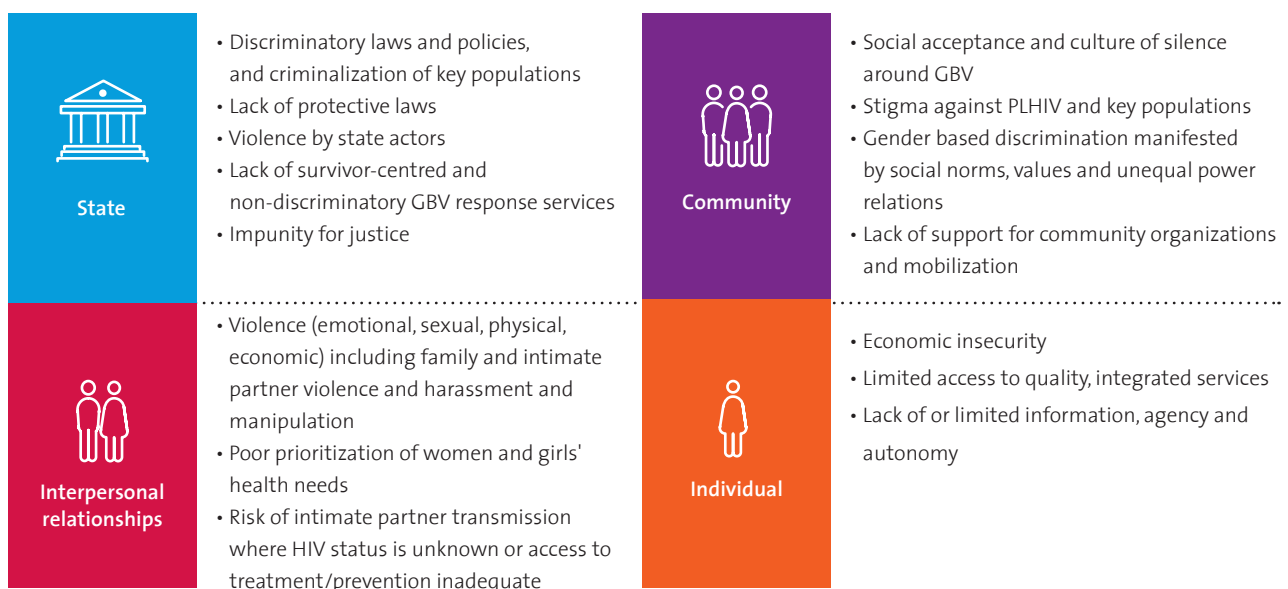 State
• Discriminatory laws and policies,
and criminalization of key populations
• Lack of protective laws
• Violence by state actors
• Lack of survivor-centred and
non-discriminatory GBV response services
• Impunity for justice
Community
• Social acceptance and culture of silence
around GBV
• Stigma against PLHIV and key populations
• Gender based discrimination manifested
by social norms, values and unequal power
relations
• Lack of support for community organizations
and mobilization
Interpersonal
relationships
• Violence (emotional, sexual, physical,
economic) including family and intimate
partner violence and harassment and
manipulation
• Poor prioritization of women and girls'
health needs
• Risk of intimate partner transmission
where HIV status is unknown or access to
treatment/prevention inadequate
Individual
• Economic insecurity
• Limited access to quality, integrated services
• Lack of or limited information, agency and
autonomy